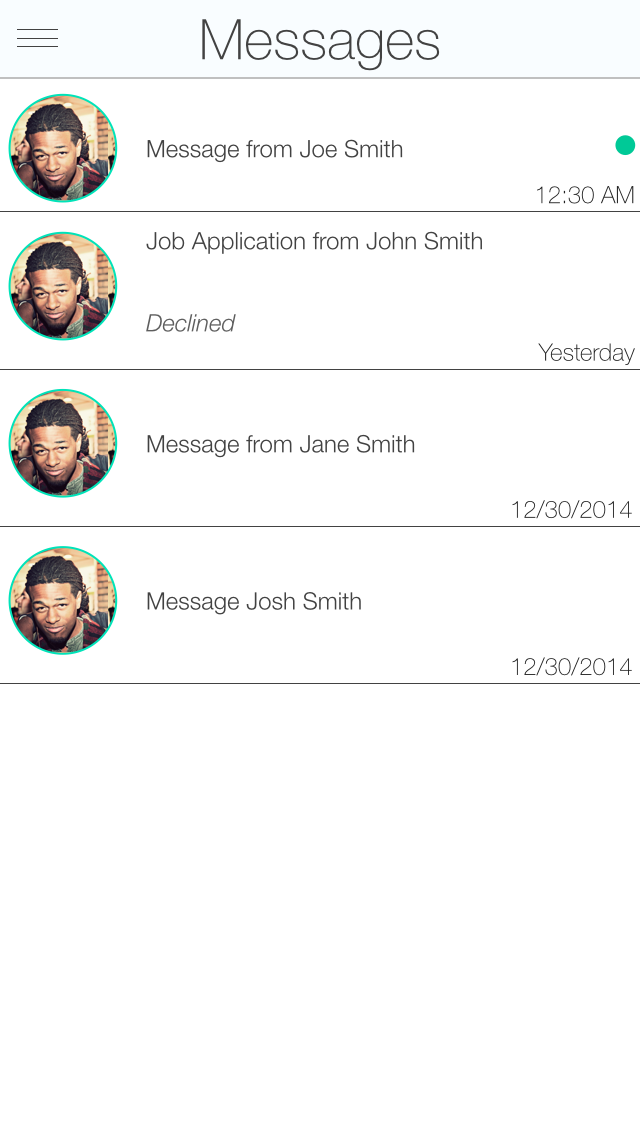 Messages
Message from Joe Smith
12:30 AM
Job Application from John Smith
Declined
Yesterday
Message from Jane Smith
12/30/2014
Message Josh Smith
12/30/2014